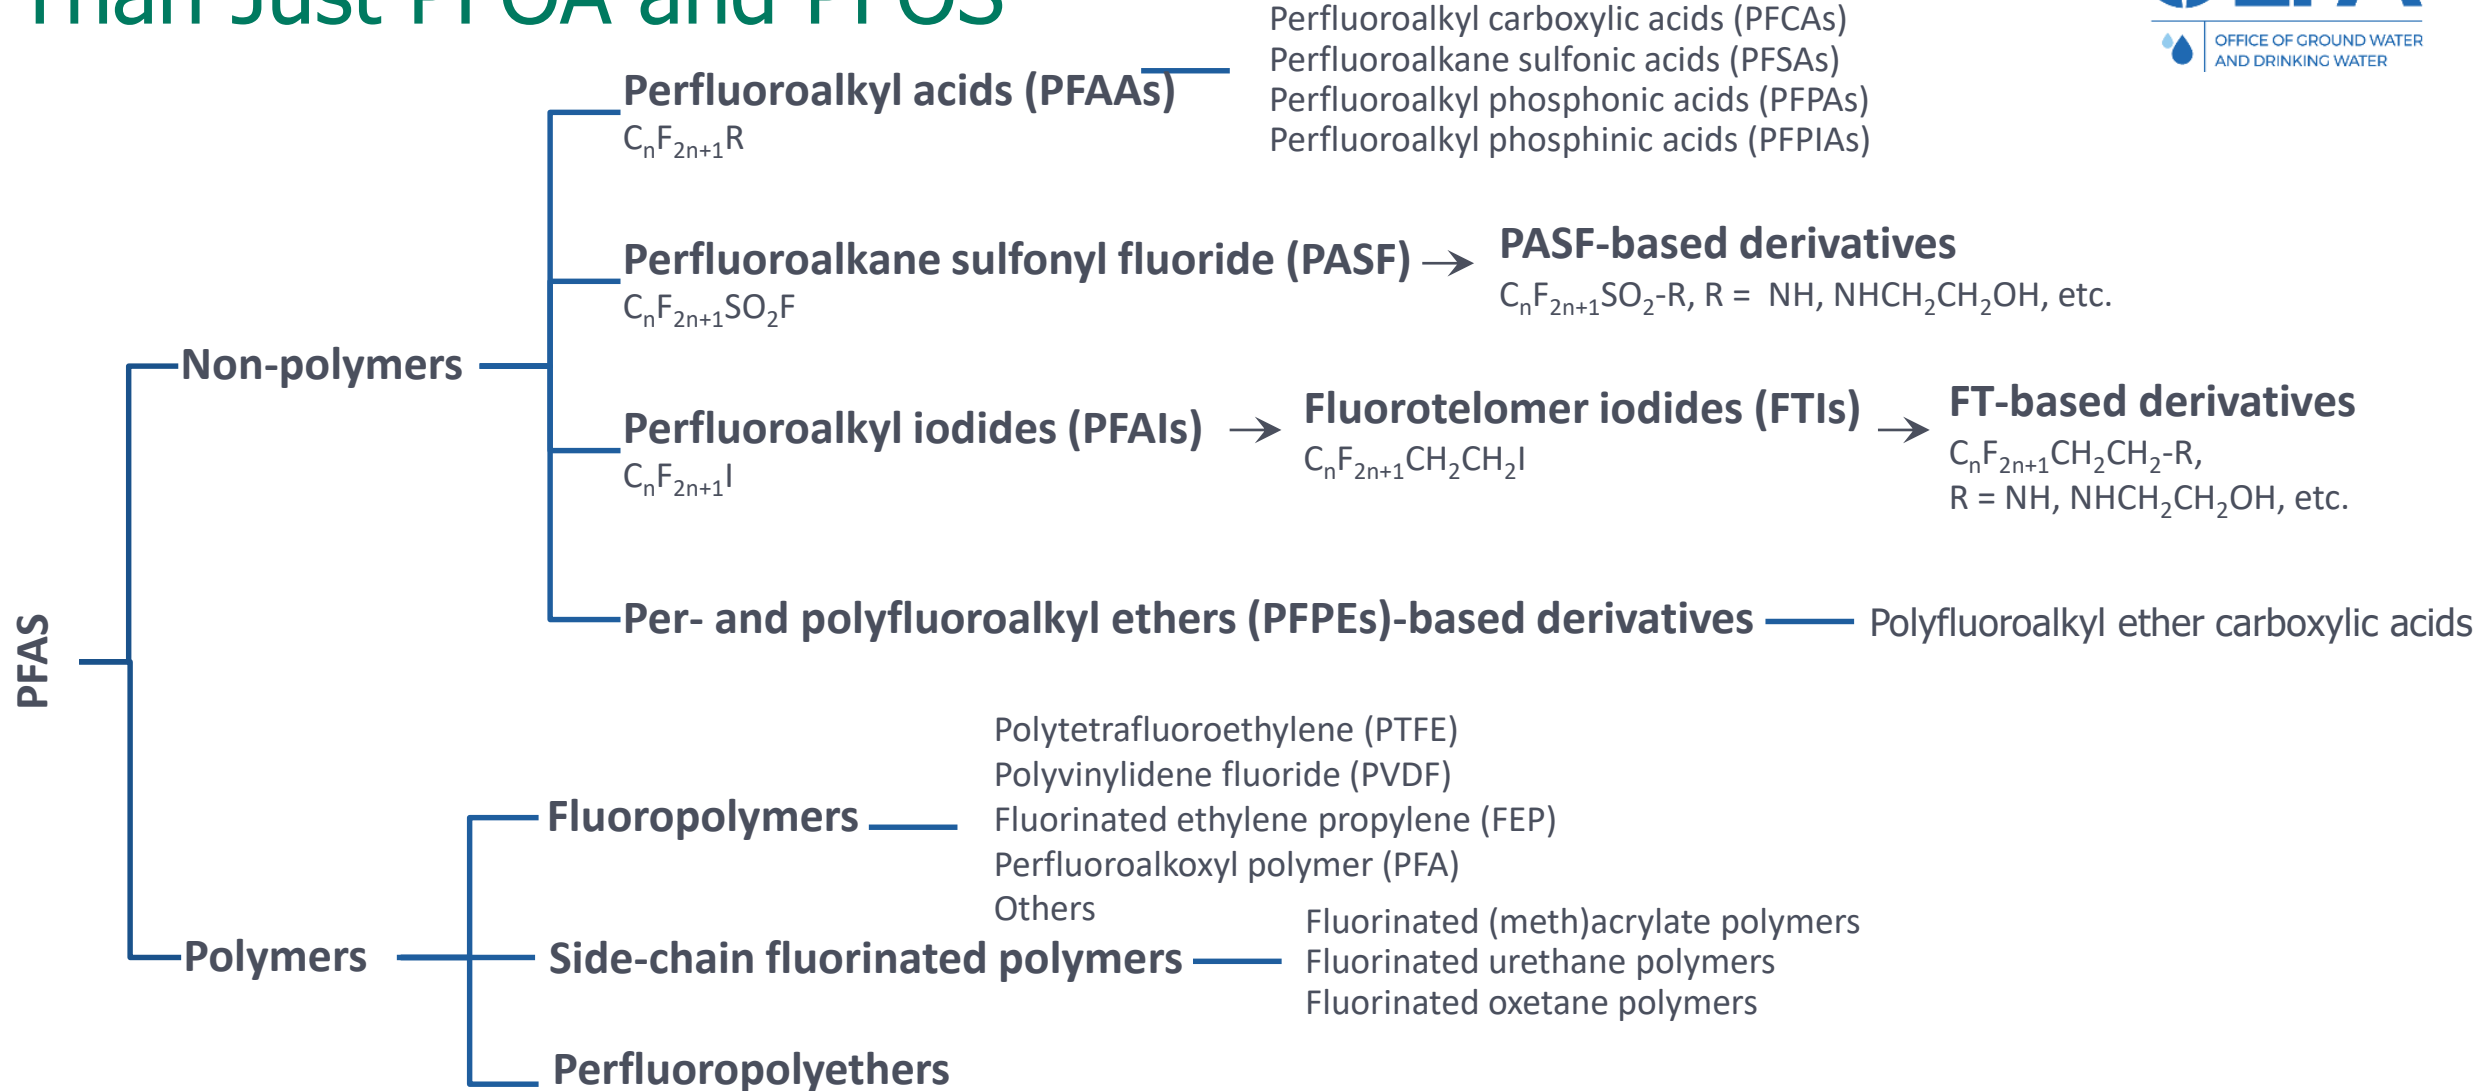 Than Just PFOA and PFOS
EPA
OFFICE OF GROUND WATER
AND DRINKING WATER
Perfluoroalkyl carboxylic acids (PFCAs)
Perfluoroalkane sulfonic acids (PFSAs)
Perfluoroalkyl phosphonic acids (PFPAs)
Perfluoroalkyl phosphinic acids (PFPIAs)
Perfluoroalkyl acids (PFAAs)
CnF2n+1R
Perfluoroalkane sulfonyl fluoride (PASF)
CnF2n+1SO2F
PASF-based derivatives
CnF2n+1SO2-R, R = NH, NHCH2CH2OH, etc.
Non-polymers
Perfluoroalkyl iodides (PFAIs)
CnF2n+1I
Fluorotelomer iodides (FTIs)
CnF2n+1CH2CH2I
FT-based derivatives
CnF2n+1CH2CH2-R,
R = NH, NHCH2CH2OH, etc.
Per- and polyfluoroalkyl ethers (PFPEs)-based derivatives
Polyfluoroalkyl ether carboxylic acids
PFAS
Polytetrafluoroethylene (PTFE)
Polyvinylidene fluoride (PVDF)
Fluorinated ethylene propylene (FEP)
Perfluoroalkoxyl polymer (PFA)
Others
Fluoropolymers
Polymers
Side-chain fluorinated polymers
Fluorinated (meth)acrylate polymers
Fluorinated urethane polymers
Fluorinated oxetane polymers
Perfluoropolyethers